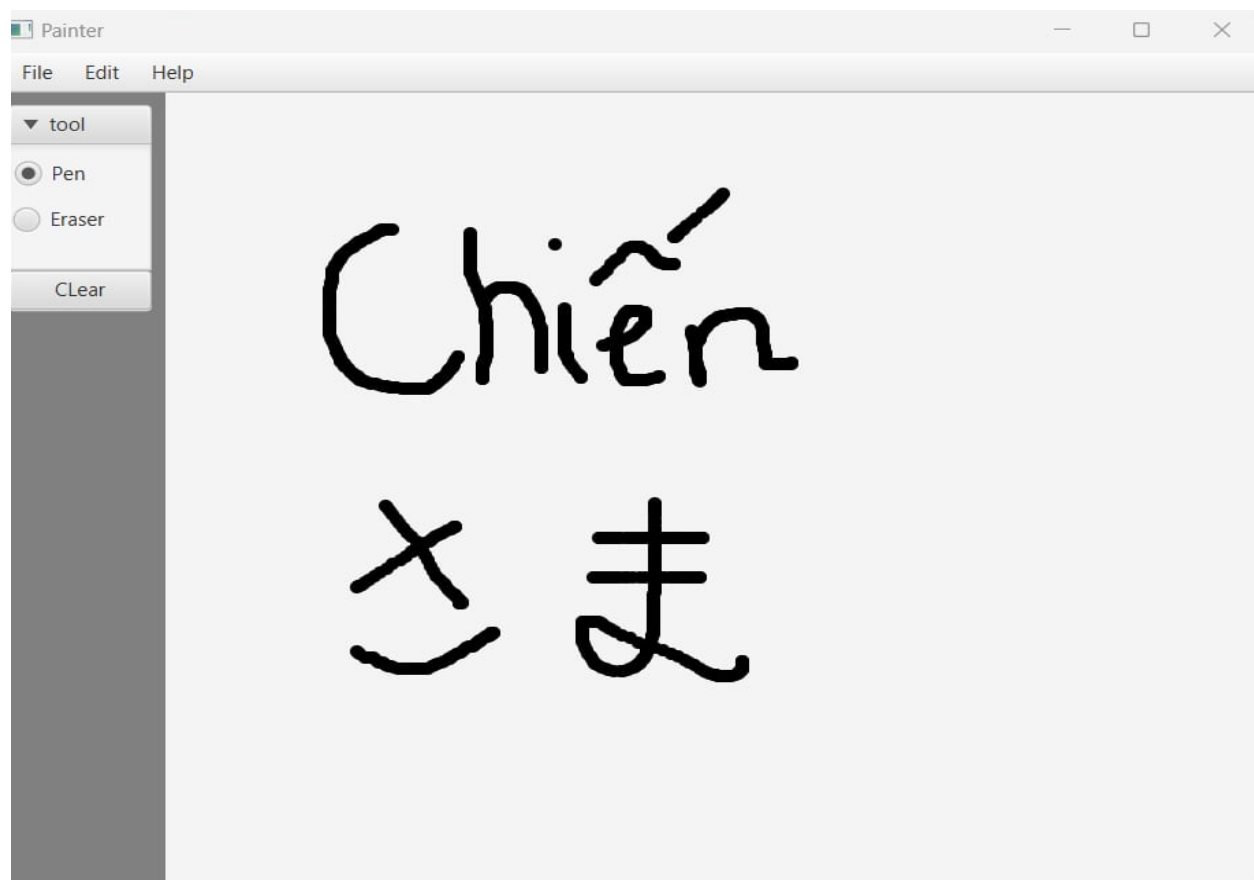 Painter
File Edit Help
tool
Pen
Eraser
CLear
Chiến
さま